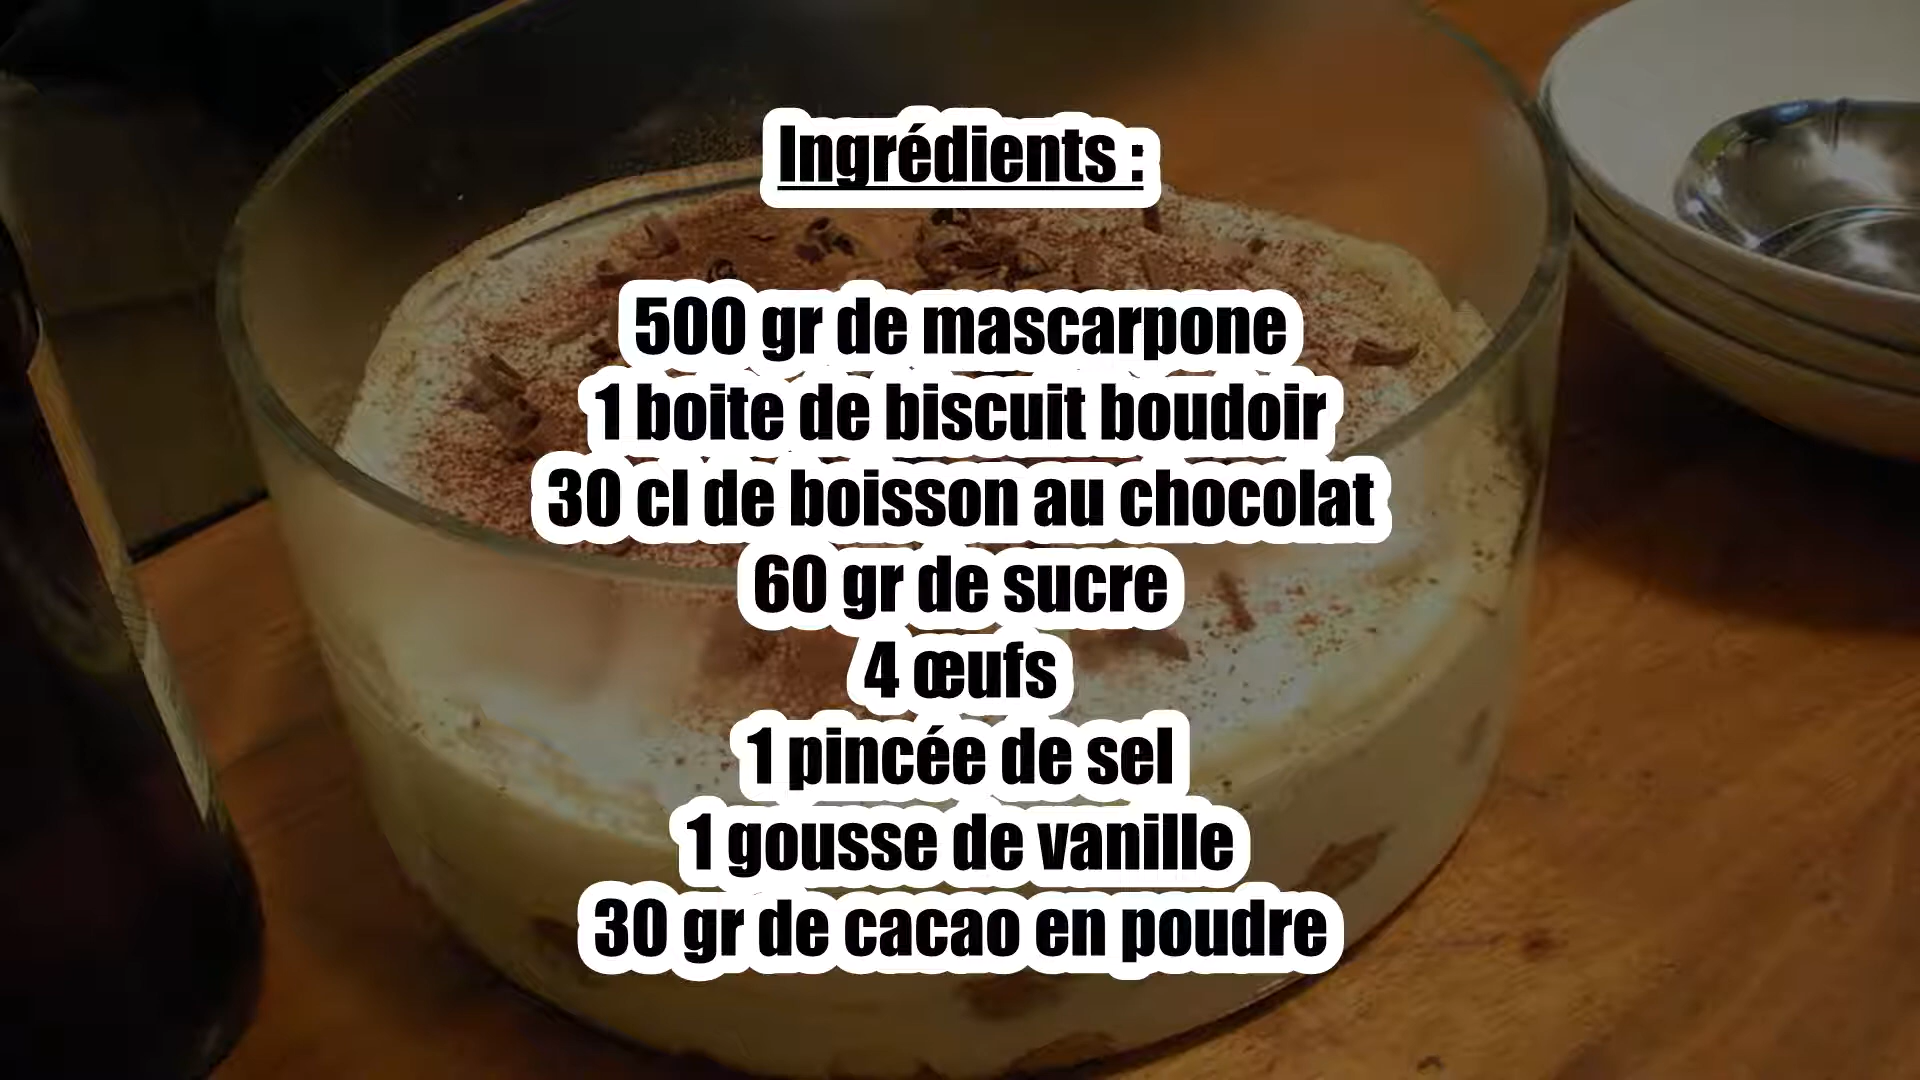 Ingrédients :
500 gr de mascarpone
1 boite de biscuit boudoir
30 cl de boisson au chocolat
60 gr de sucre
4 œufs
1 pincée de sel
1 gousse de vanille
30 gr de cacao en poudre